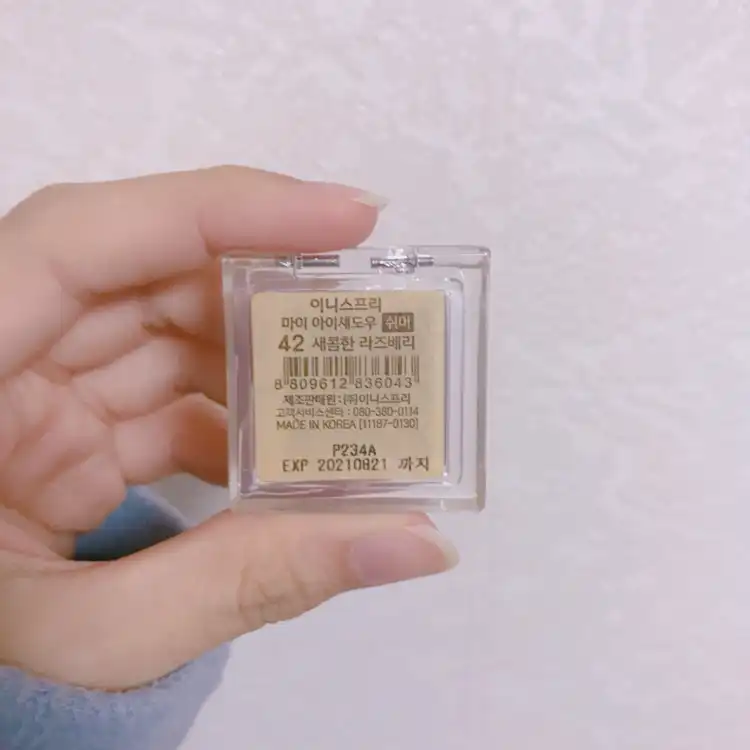 이니스프리
마이 아이섀도우 쉬머
42 새콤한 라즈베리
8 809612 836043
제조판매원 : (주)이니스프리
고객서비스센터 : 080-380-0114
MADE IN KOREA [11187-0130]
P234A
EXP 20210821 까지